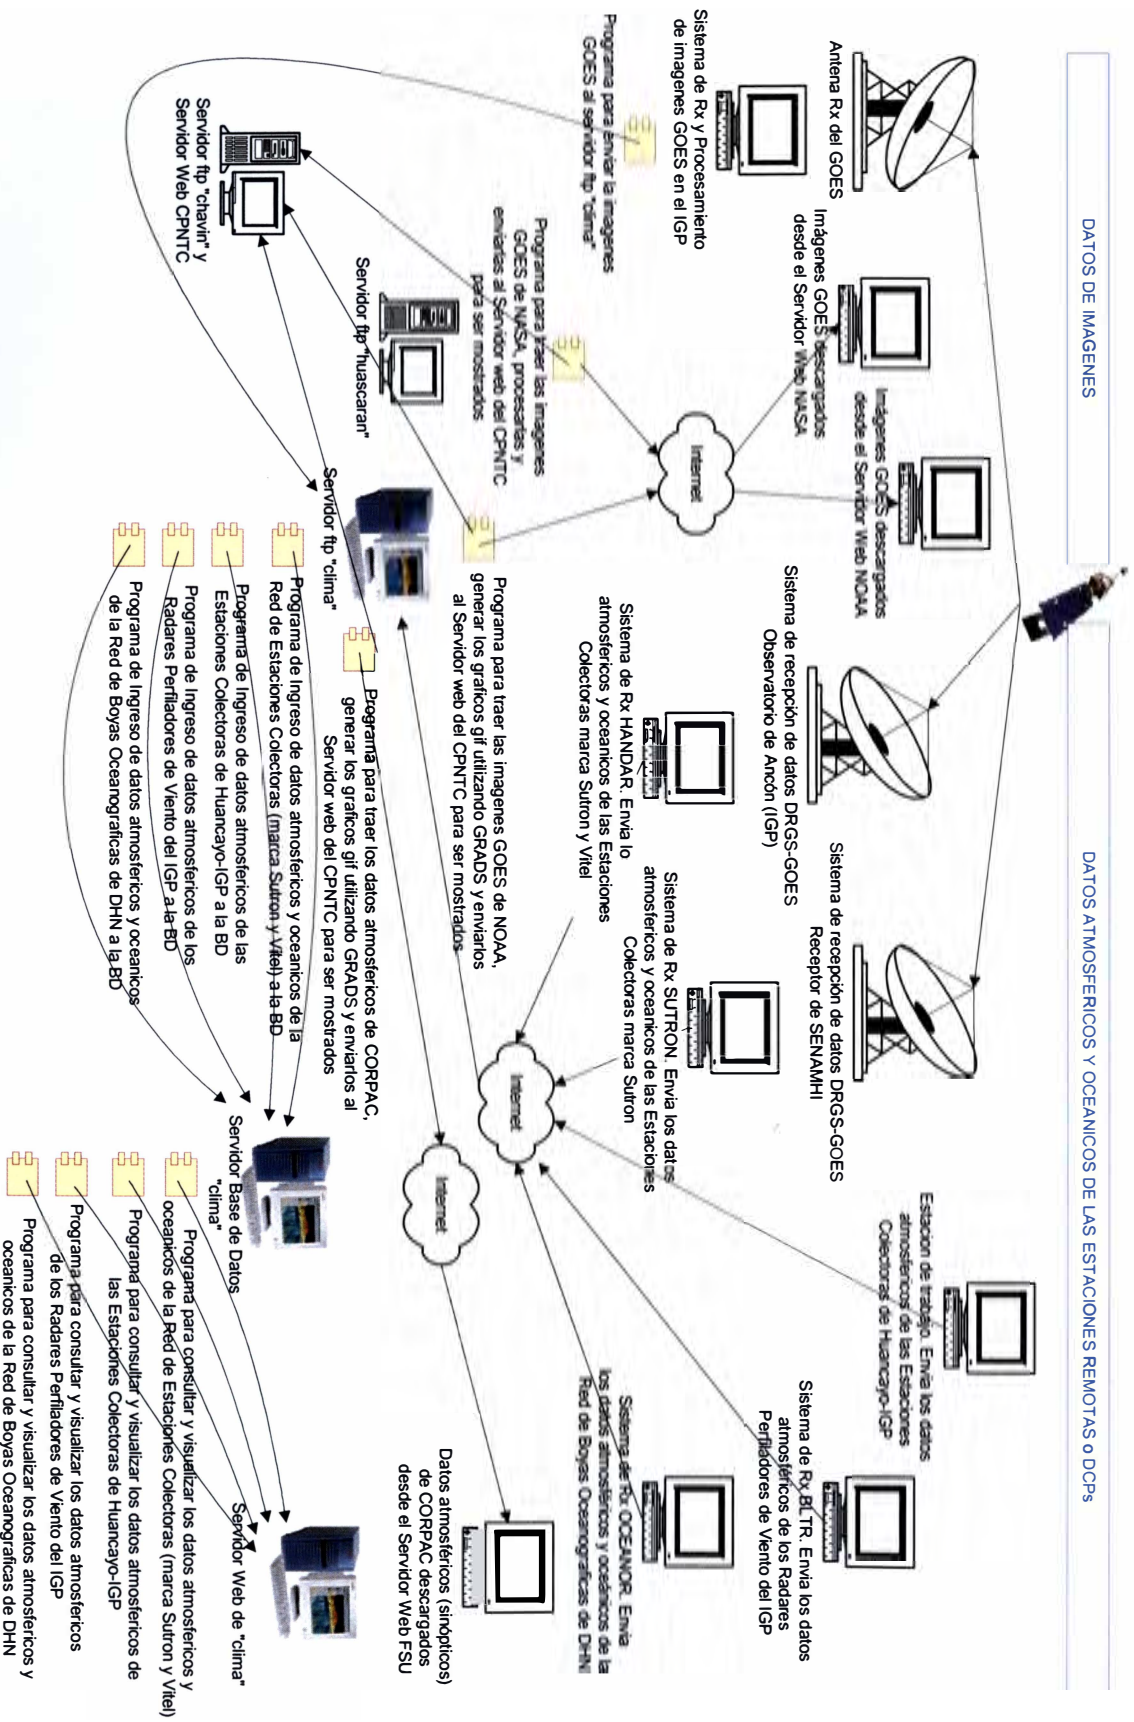 DATOS DE IMAGENES
DATOS ATMOSFERICOS Y OCEANICOS DE LAS ESTACIONES REMOTAS o DCPs
Antena Rx del GOES
Sistema de Rx y Procesamiento
de imagenes GOES en el IGP
Programa para enviar la imagenes
GOES al servidor ftp "clima"
Imágenes GOES descargados
desde el Servidor Web NASA
Imágenes GOES descargados
desde el Servidor Web NOAA
Internet
Programa para traer las imagenes
GOES de NASA, procesarlas y
enviarlas al Servidor web del CPNTC
para ser mostrados
Servidor ftp "huascaran"
Servidor ftp "chavin" y
Servidor Web CPNTC
Servidor ftp "clima"
Programa para traer las imagenes GOES de NOAA,
generar los graficos gif utilizando GRADS y enviarlos
al Servidor web del CPNTC para ser mostrados
Programa para traer los datos atmosfericos de CORPAC,
generar los graficos gif utilizando GRADS y enviarlos al
Servidor web del CPNTC para ser mostrados
Sistema de recepción de datos DRGS-GOES
Observatorio de Ancón (IGP)
Sistema de recepción de datos DRGS-GOES
Receptor de SENAMHI
Sistema de Rx HANDAR. Envia lo
atmosfericos y oceanicos de las Estaciones
Colectoras marca Sutron y Vitel
Sistema de Rx SUTRON. Envia los datos
atmosfericos y oceanicos de las Estaciones
Colectoras marca Sutron
Estacion de trabajo. Envia los datos
atmosfericos de las Estaciones
Colectoras de Huancayo-IGP
Sistema de Rx BLTR. Envia los datos
atmosféricos de los Radares
Perfiladores de Viento del IGP
Sistema de Rx OCEANOR. Envia
los datos atmosféricos y oceánicos de la
Red de Boyas Oceanograficas de DHN
Internet
Internet
Datos atmosféricos (sinópticos)
de CORPAC descargados
desde el Servidor Web FSU
Programa de Ingreso de datos atmosfericos y oceanicos de la
Red de Estaciones Colectoras (marca Sutron y Vitel) a la BD
Programa de Ingreso de datos atmosfericos de las
Estaciones Colectoras de Huancayo-IGP a la BD
Programa de Ingreso de datos atmosfericos de los
Radares Perfiladores de Viento del IGP a la BD
Programa de Ingreso de datos atmosfericos y oceanicos
de la Red de Boyas Oceanograficas de DHN a la BD
Servidor Base de Datos
"clima"
Servidor Web de "clima"
Programa para consultar y visualizar los datos atmosfericos y
oceanicos de la Red de Estaciones Colectoras (marca Sutron y Vitel)
Programa para consultar y visualizar los datos atmosfericos de
las Estaciones Colectoras de Huancayo-IGP
Programa para consultar y visualizar los datos atmosfericos
de los Radares Perfiladores de Viento del IGP
Programa para consultar y visualizar los datos atmosfericos y
oceanicos de la Red de Boyas Oceanograficas de DHN